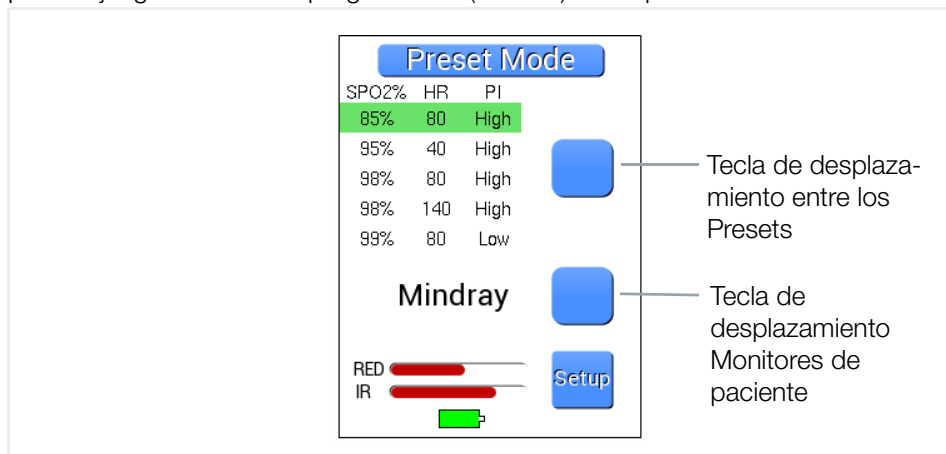 Preset Mode
SPO2% HR PI
85% 80 High
95% 40 High
98% 80 High
98% 140 High
99% 80 Low
Tecla de desplaza-
miento entre los
Presets
Mindray
Tecla de
desplazamiento
Monitores de
paciente
RED
IR
Setup